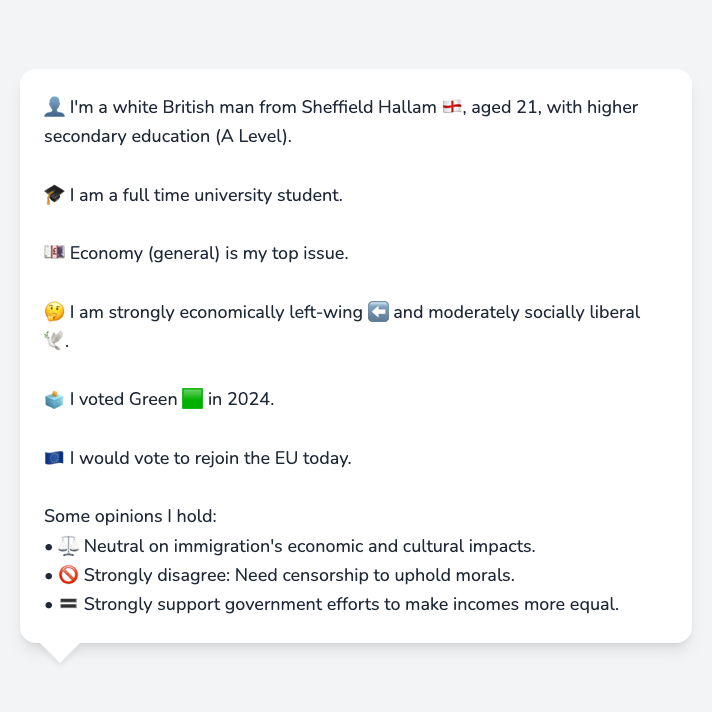 👤 I'm a white British man from Sheffield Hallam 🏴󠁧󠁢󠁥󠁮󠁧󠁿, aged 21, with higher
secondary education (A Level).
🎓 I am a full time university student.
💷 Economy (general) is my top issue.
🤔 I am strongly economically left-wing ⬅️ and moderately socially liberal
🕊️.
🗳️ I voted Green 🟩 in 2024.
🇪🇺 I would vote to rejoin the EU today.
Some opinions I hold:
• ⚖️ Neutral on immigration's economic and cultural impacts.
• 🚫 Strongly disagree: Need censorship to uphold morals.
• 🟰 Strongly support government efforts to make incomes more equal.